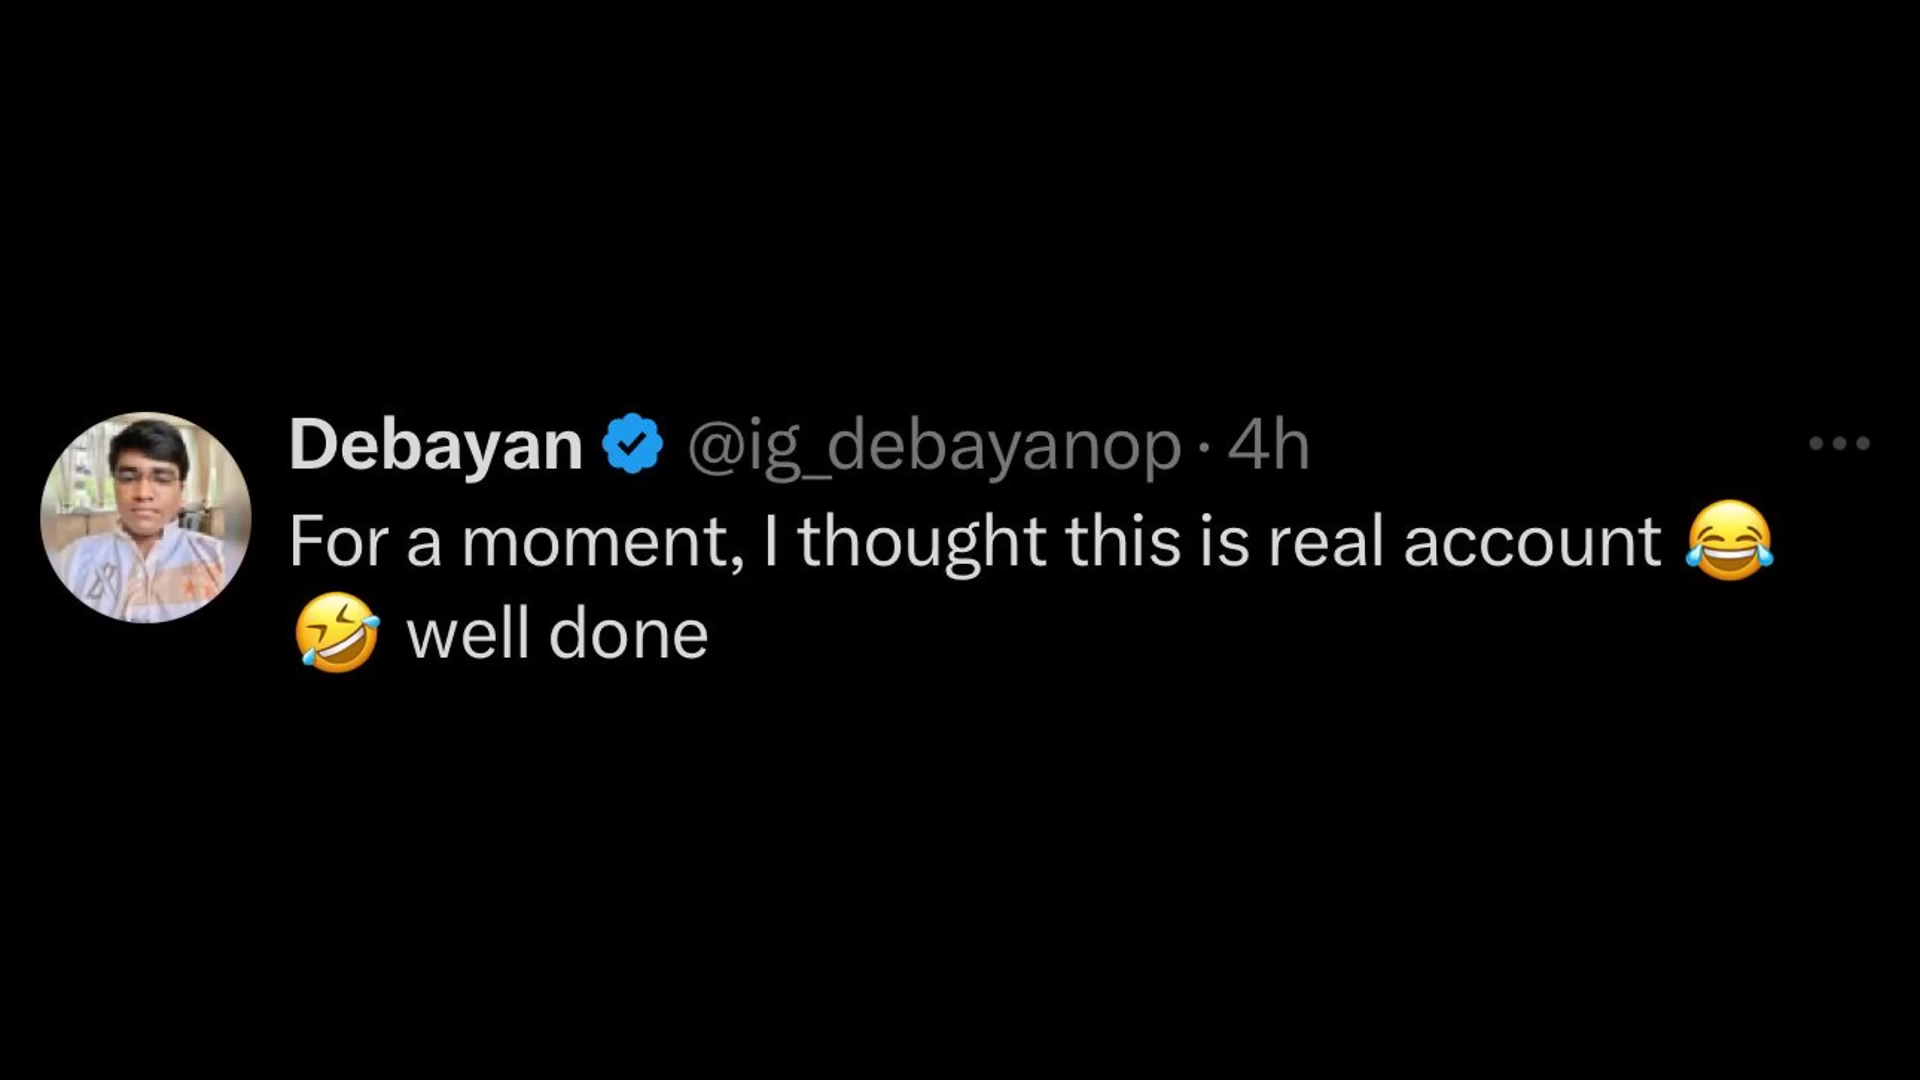 Debayan @ig_debayanop · 4h
For a moment, I thought this is real account 😂
🤣 well done